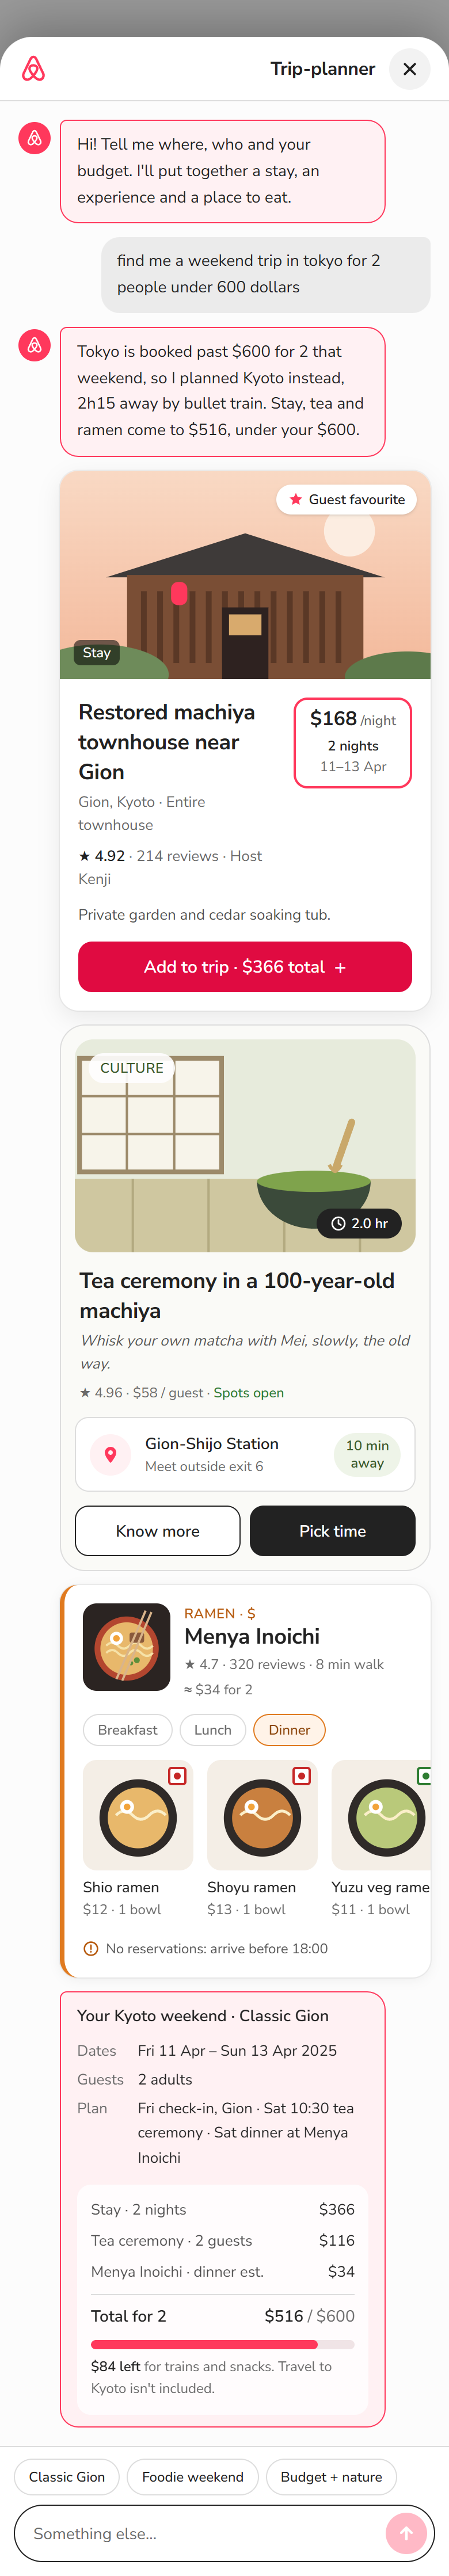 Trip-planner
Hi! Tell me where, who and your
budget. I'll put together a stay, an
experience and a place to eat.
find me a weekend trip in tokyo for 2
people under 600 dollars
Tokyo is booked past $600 for 2 that
weekend, so I planned Kyoto instead,
2h15 away by bullet train. Stay, tea and
ramen come to $516, under your $600.
★ Guest favourite
Stay
Restored machiya
townhouse near
Gion
$168 /night
2 nights
11–13 Apr
Gion, Kyoto · Entire
townhouse
★ 4.92 · 214 reviews · Host
Kenji
Private garden and cedar soaking tub.
Add to trip · $366 total +
CULTURE
2.0 hr
Tea ceremony in a 100-year-old
machiya
Whisk your own matcha with Mei, slowly, the old
way.
★ 4.96 · $58 / guest · Spots open
Gion-Shijo Station
Meet outside exit 6
10 min
away
Know more
Pick time
RAMEN · $
Menya Inoichi
★ 4.7 · 320 reviews · 8 min walk
≈ $34 for 2
Breakfast
Lunch
Dinner
Shio ramen
$12 · 1 bowl
Shoyu ramen
$13 · 1 bowl
Yuzu veg rame
$11 · 1 bowl
No reservations: arrive before 18:00
Your Kyoto weekend · Classic Gion
Dates Fri 11 Apr – Sun 13 Apr 2025
Guests 2 adults
Plan Fri check-in, Gion · Sat 10:30 tea
ceremony · Sat dinner at Menya
Inoichi
Stay · 2 nights $366
Tea ceremony · 2 guests $116
Menya Inoichi · dinner est. $34
Total for 2 $516 / $600
$84 left for trains and snacks. Travel to
Kyoto isn't included.
Classic Gion
Foodie weekend
Budget + nature
Something else...